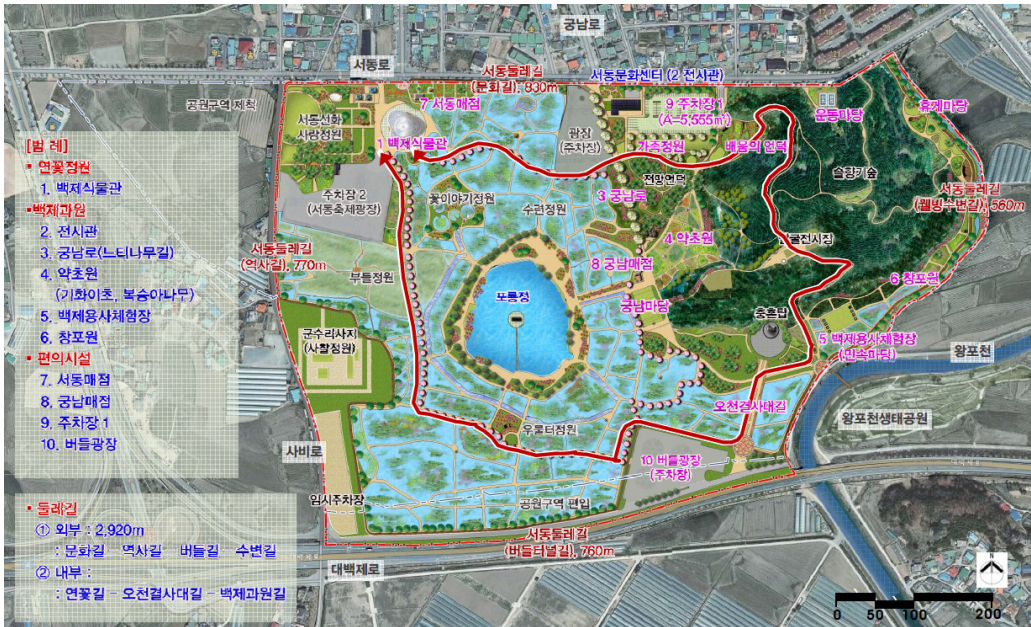 궁남로
서동로
서동둘레길
(문화길), 830m
서동문화센터 (2 전시관)
공원구역 제척
서동선화
사랑정원
7 서동매점
광장
(주차장)
9 주차장 1
(A=5,555㎡)
운동마당
휴게마당
1 백제식물관
가족정원
배움의 언덕
[범 례]
• 연꽃정원
1. 백제식물관
•백제과원
2. 전시관
3. 궁남로(느티나무길)
4. 약초원
(기화이초, 복숭아나무)
5. 백제용사체험장
6. 창포원
• 편의시설
7. 서동매점
8. 궁남매점
9. 주차장 1
10. 버들광장
주차장 2
(서동축제광장)
꽃이야기정원
수련정원
3 궁남로
전망언덕
솔향기숲
서동둘레길
(웰빙수변길), 560m
4 약초원
서동둘레길
(역사길), 770m
부들정원
8 궁남매점
포룡정
궁남마당
6 창포원
충혼탑
군수리사지
(사찰정원)
5 백제용사체험장
(민속마당)
왕포천
오천결사대길
왕포천생태공원
우물터정원
사비로
10 버들광장
(주차장)
임시주차장
공원구역 편입
• 둘레길
① 외부 : 2,920m
: 문화길 역사길 버들길 수변길
② 내부 :
: 연꽃길 - 오천결사대길 - 백제과원길
서동둘레길
(버들터널길), 760m
대백제로
N
0 50 100 200